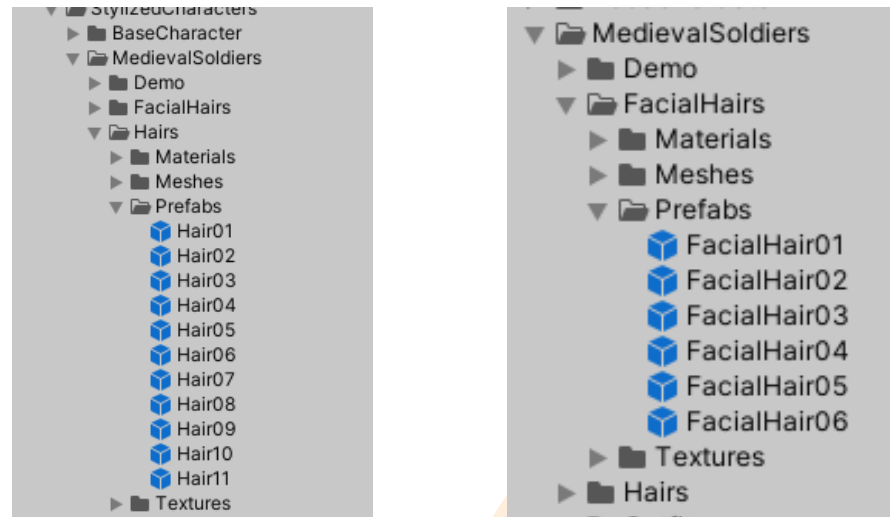 StylizedCharacters
BaseCharacter
MedievalSoldiers
Demo
FacialHairs
Hairs
Materials
Meshes
Prefabs
Hair01
Hair02
Hair03
Hair04
Hair05
Hair06
Hair07
Hair08
Hair09
Hair10
Hair11
Textures
MedievalSoldiers
Demo
FacialHairs
Materials
Meshes
Prefabs
FacialHair01
FacialHair02
FacialHair03
FacialHair04
FacialHair05
FacialHair06
Textures
Hairs